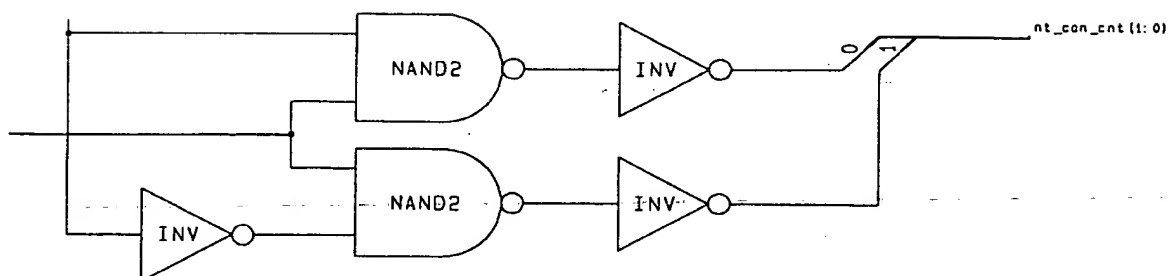 nt_con_cnt(1:0)
0
1
NAND2
INV
NAND2
INV
INV